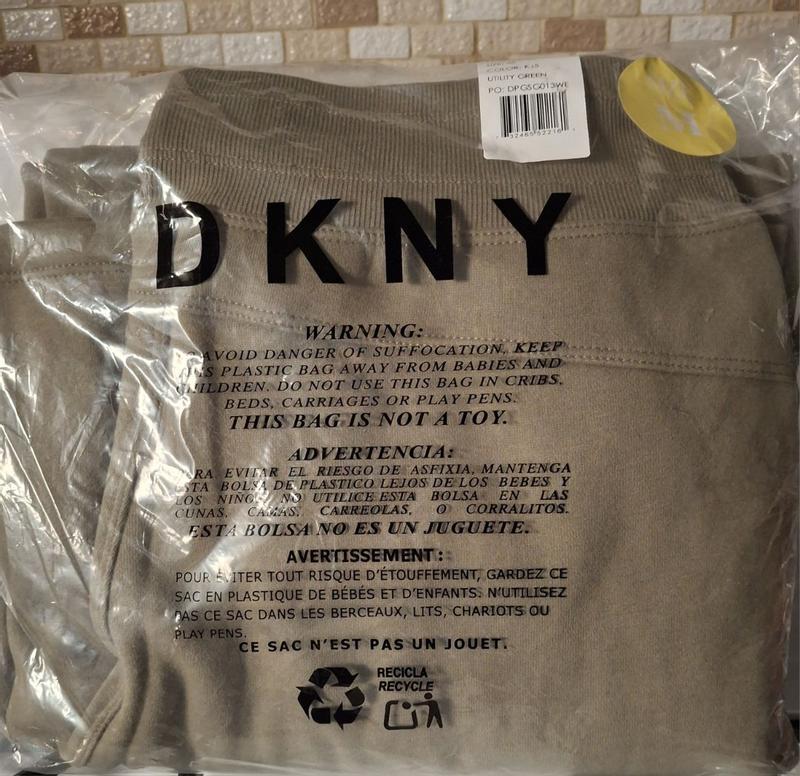 COLOR: KJS
UTILITY GREEN
PO: DPGSG013WE
M
DKNY
WARNING:
AVOID DANGER OF SUFFOCATION, KEEP
THIS PLASTIC BAG AWAY FROM BABIES AND
CHILDREN. DO NOT USE THIS BAG IN CRIBS,
BEDS, CARRIAGES OR PLAY PENS.
THIS BAG IS NOT A TOY.
ADVERTENCIA:
PARA EVITAR EL RIESGO DE ASFIXIA, MANTENGA
ESTA BOLSA DE PLASTICO LEJOS DE LOS BEBES Y
LOS NIÑOS, NO UTILICE ESTA BOLSA EN LAS
CUNAS, CAMAS, CARREOLAS, O CORRALITOS.
ESTA BOLSA NO ES UN JUGUETE.
AVERTISSEMENT:
POUR ÉVITER TOUT RISQUE D'ÉTOUFFEMENT, GARDEZ CE
SAC EN PLASTIQUE DE BÉBÉS ET D'ENFANTS. N'UTILISEZ
PAS CE SAC DANS LES BERCEAUX, LITS, CHARIOTS OU
PLAY PENS.
CE SAC N'EST PAS UN JOUET.
RECICLA
RECYCLE